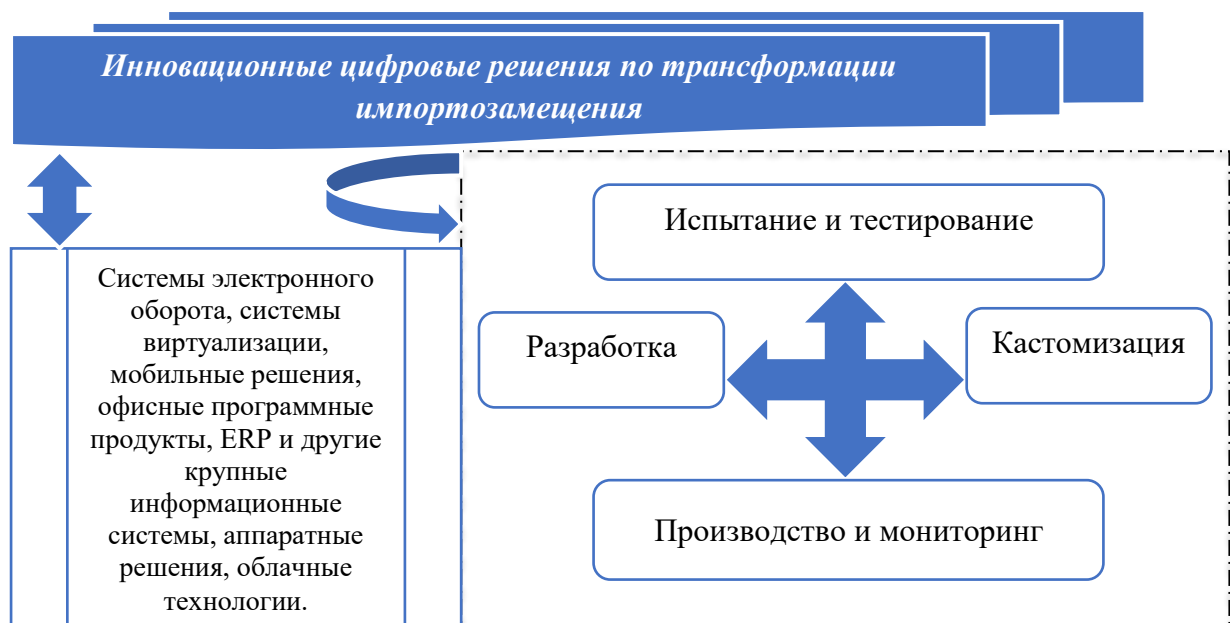 Инновационные цифровые решения по трансформации
импортозамещения
Системы электронного
оборота, системы
виртуализации,
мобильные решения,
офисные программные
продукты, ERP и другие
крупные
информационные
системы, аппаратные
решения, облачные
технологии.
Испытание и тестирование
Разработка
Кастомизация
Производство и мониторинг